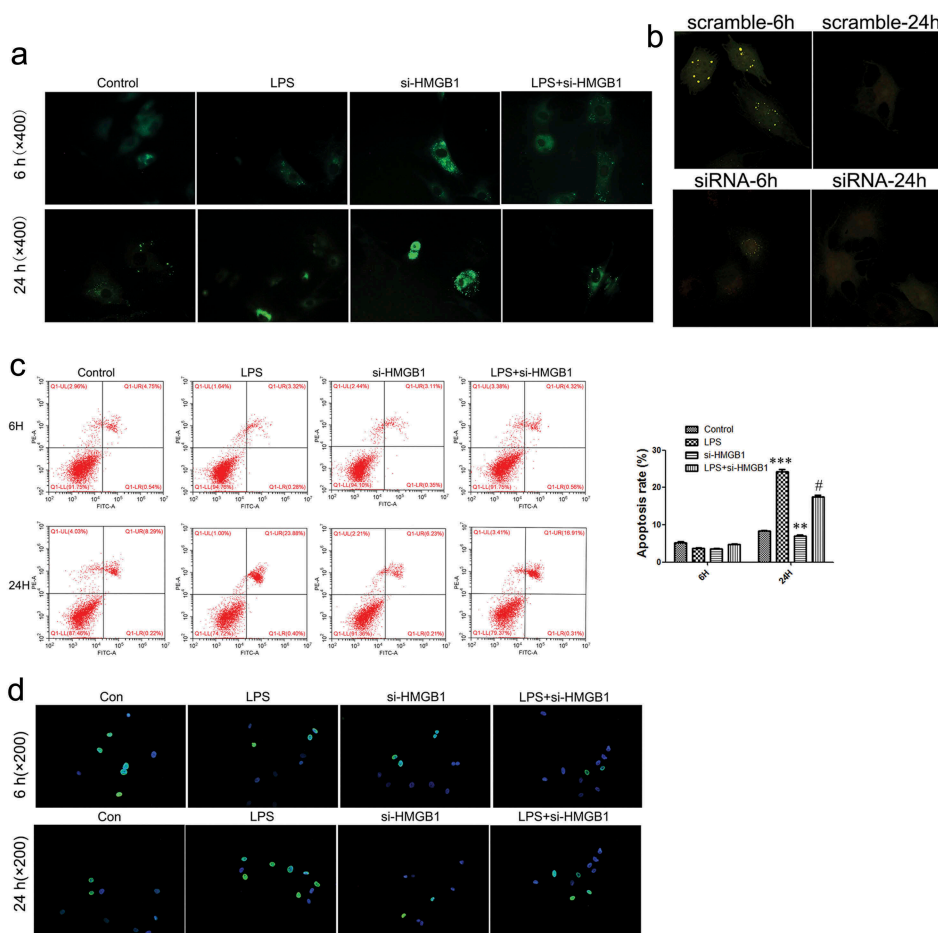 a
Control LPS si-HMGB1 LPS+si-HMGB1
6 h (×400)
24 h (×400)
b
scramble-6h scramble-24h
siRNA-6h siRNA-24h
c
Control LPS si-HMGB1 LPS+si-HMGB1
6H
Q1-UL(2.96%) Q1-UR(4.75%)
Q1-LL(91.75%) Q1-LR(0.54%)
Q1-UL(1.64%) Q1-UR(3.32%)
Q1-LL(94.76%) Q1-LR(0.28%)
Q1-UL(2.44%) Q1-UR(3.11%)
Q1-LL(94.10%) Q1-LR(0.35%)
Q1-UL(3.38%) Q1-UR(4.32%)
PE-A
10¹ 10² 10³ 10⁴ 10⁵ 10⁶ 10⁷
FITC-A
24H
Q1-UL(4.03%) Q1-UR(8.29%)
Q1-LL(87.46%) Q1-LR(0.22%)
Q1-UL(1.00%) Q1-UR(23.88%)
Q1-LL(74.72%) Q1-LR(0.40%)
Q1-UL(2.21%) Q1-UR(6.23%)
Q1-LL(91.36%) Q1-LR(0.21%)
Q1-UL(3.41%) Q1-UR(16.91%)
Q1-LL(79.37%) Q1-LR(0.31%)
PE-A
FITC-A
Control
LPS
si-HMGB1
LPS+si-HMGB1
Apoptosis rate (%)
30
20
10
0
***
**
#
6H 24H
d
Con LPS si-HMGB1 LPS+si-HMGB1
6 h(×200)
Con LPS si-HMGB1 LPS+si-HMGB1
24 h(×200)